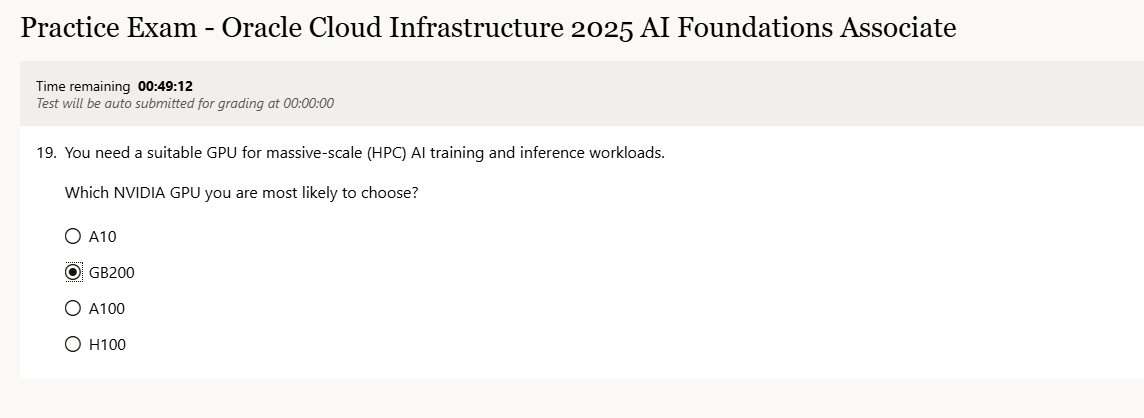 Practice Exam - Oracle Cloud Infrastructure 2025 AI Foundations Associate
Time remaining 00:49:12
Test will be auto submitted for grading at 00:00:00
19. You need a suitable GPU for massive-scale (HPC) AI training and inference workloads.
Which NVIDIA GPU you are most likely to choose?
A10
GB200
A100
H100